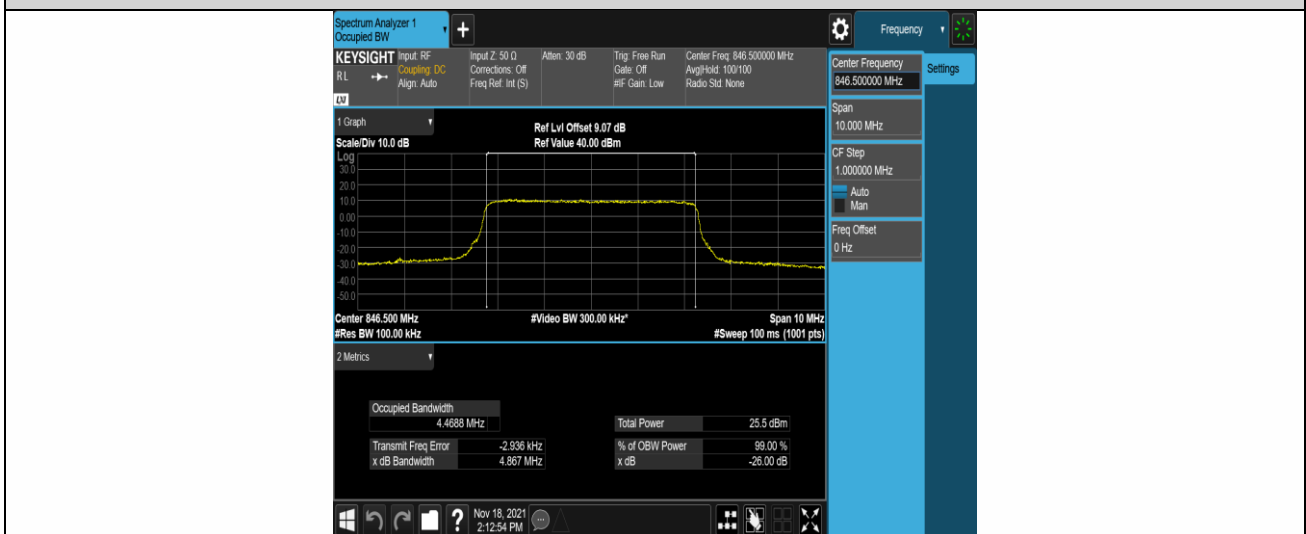 Spectrum Analyzer 1
Occupied BW
+
Frequency
KEYSIGHT
Input: RF
Input Z: 50 Ω
Atten: 30 dB
Trig: Free Run
Center Freq: 846.500000 MHz
RL
Coupling: DC
Corrections: Off
Gate: Off
Avg|Hold: 100/100
Align: Auto
Freq Ref: Int (S)
#IF Gain: Low
Radio Std: None
LXI
Center Frequency
846.500000 MHz
Settings
Span
10.000 MHz
CF Step
1.000000 MHz
Auto
Man
Freq Offset
0 Hz
1 Graph
Ref Lvl Offset 9.07 dB
Scale/Div 10.0 dB
Ref Value 40.00 dBm
Log
30.0
20.0
10.0
0.00
-10.0
-20.0
-30.0
-40.0
-50.0
Center 846.500 MHz
#Video BW 300.00 kHz*
Span 10 MHz
#Res BW 100.00 kHz
#Sweep 100 ms (1001 pts)
2 Metrics
Occupied Bandwidth
4.4688 MHz
Total Power
25.5 dBm
Transmit Freq Error
-2.936 kHz
% of OBW Power
99.00 %
x dB Bandwidth
4.867 MHz
x dB
-26.00 dB
?
Nov 18, 2021
2:12:54 PM